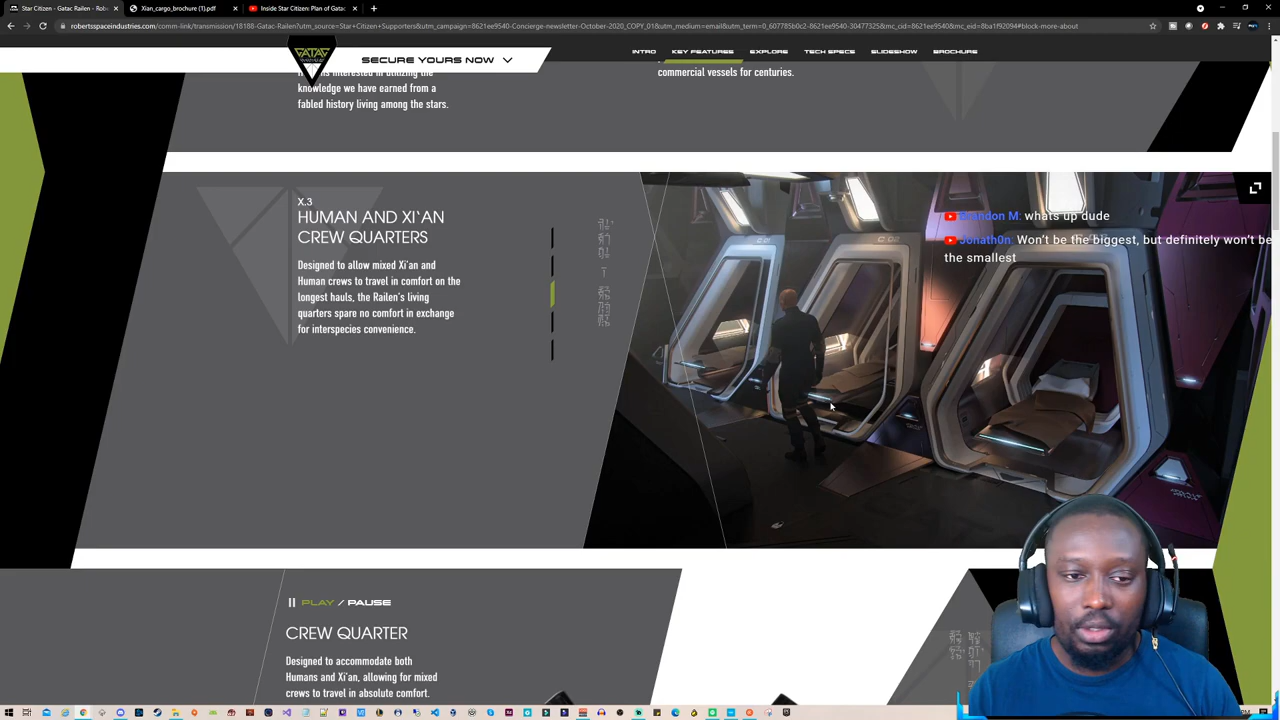 Star Citizen - Gatac Railen - Robe
Xian_cargo_brochure (1).pdf
Inside Star Citizen: Plan of Gatac
robertsspaceindustries.com/comm-link/transmission/18188-Gatac-Railen?utm_source=Star+Citizen+Supporters&utm_campaign=8621ee9540-Concierge-newsletter-October-2020_COPY_01&utm_medium=email&utm_term=0_607785b0c2-8621ee9540-30477325&mc_cid=8621ee9540&mc_eid=8ba1f92094#block-more-about
GATAC
SECURE YOURS NOW
INTRO
KEY FEATURES
EXPLORE
TECH SPECS
SLIDESHOW
BROCHURE
knowledge we have earned from a
fabled history living among the stars.
commercial vessels for centuries.
X.3
HUMAN AND XI`AN
CREW QUARTERS
Designed to allow mixed Xi'an and
Human crews to travel in comfort on the
longest hauls, the Railen's living
quarters spare no comfort in exchange
for interspecies convenience.
Brandon M: whats up dude
Jonath0n: Won't be the biggest, but definitely won't be
the smallest
PLAY / PAUSE
CREW QUARTER
Designed to accommodate both
Humans and Xi'an, allowing for mixed
crews to travel in absolute comfort.